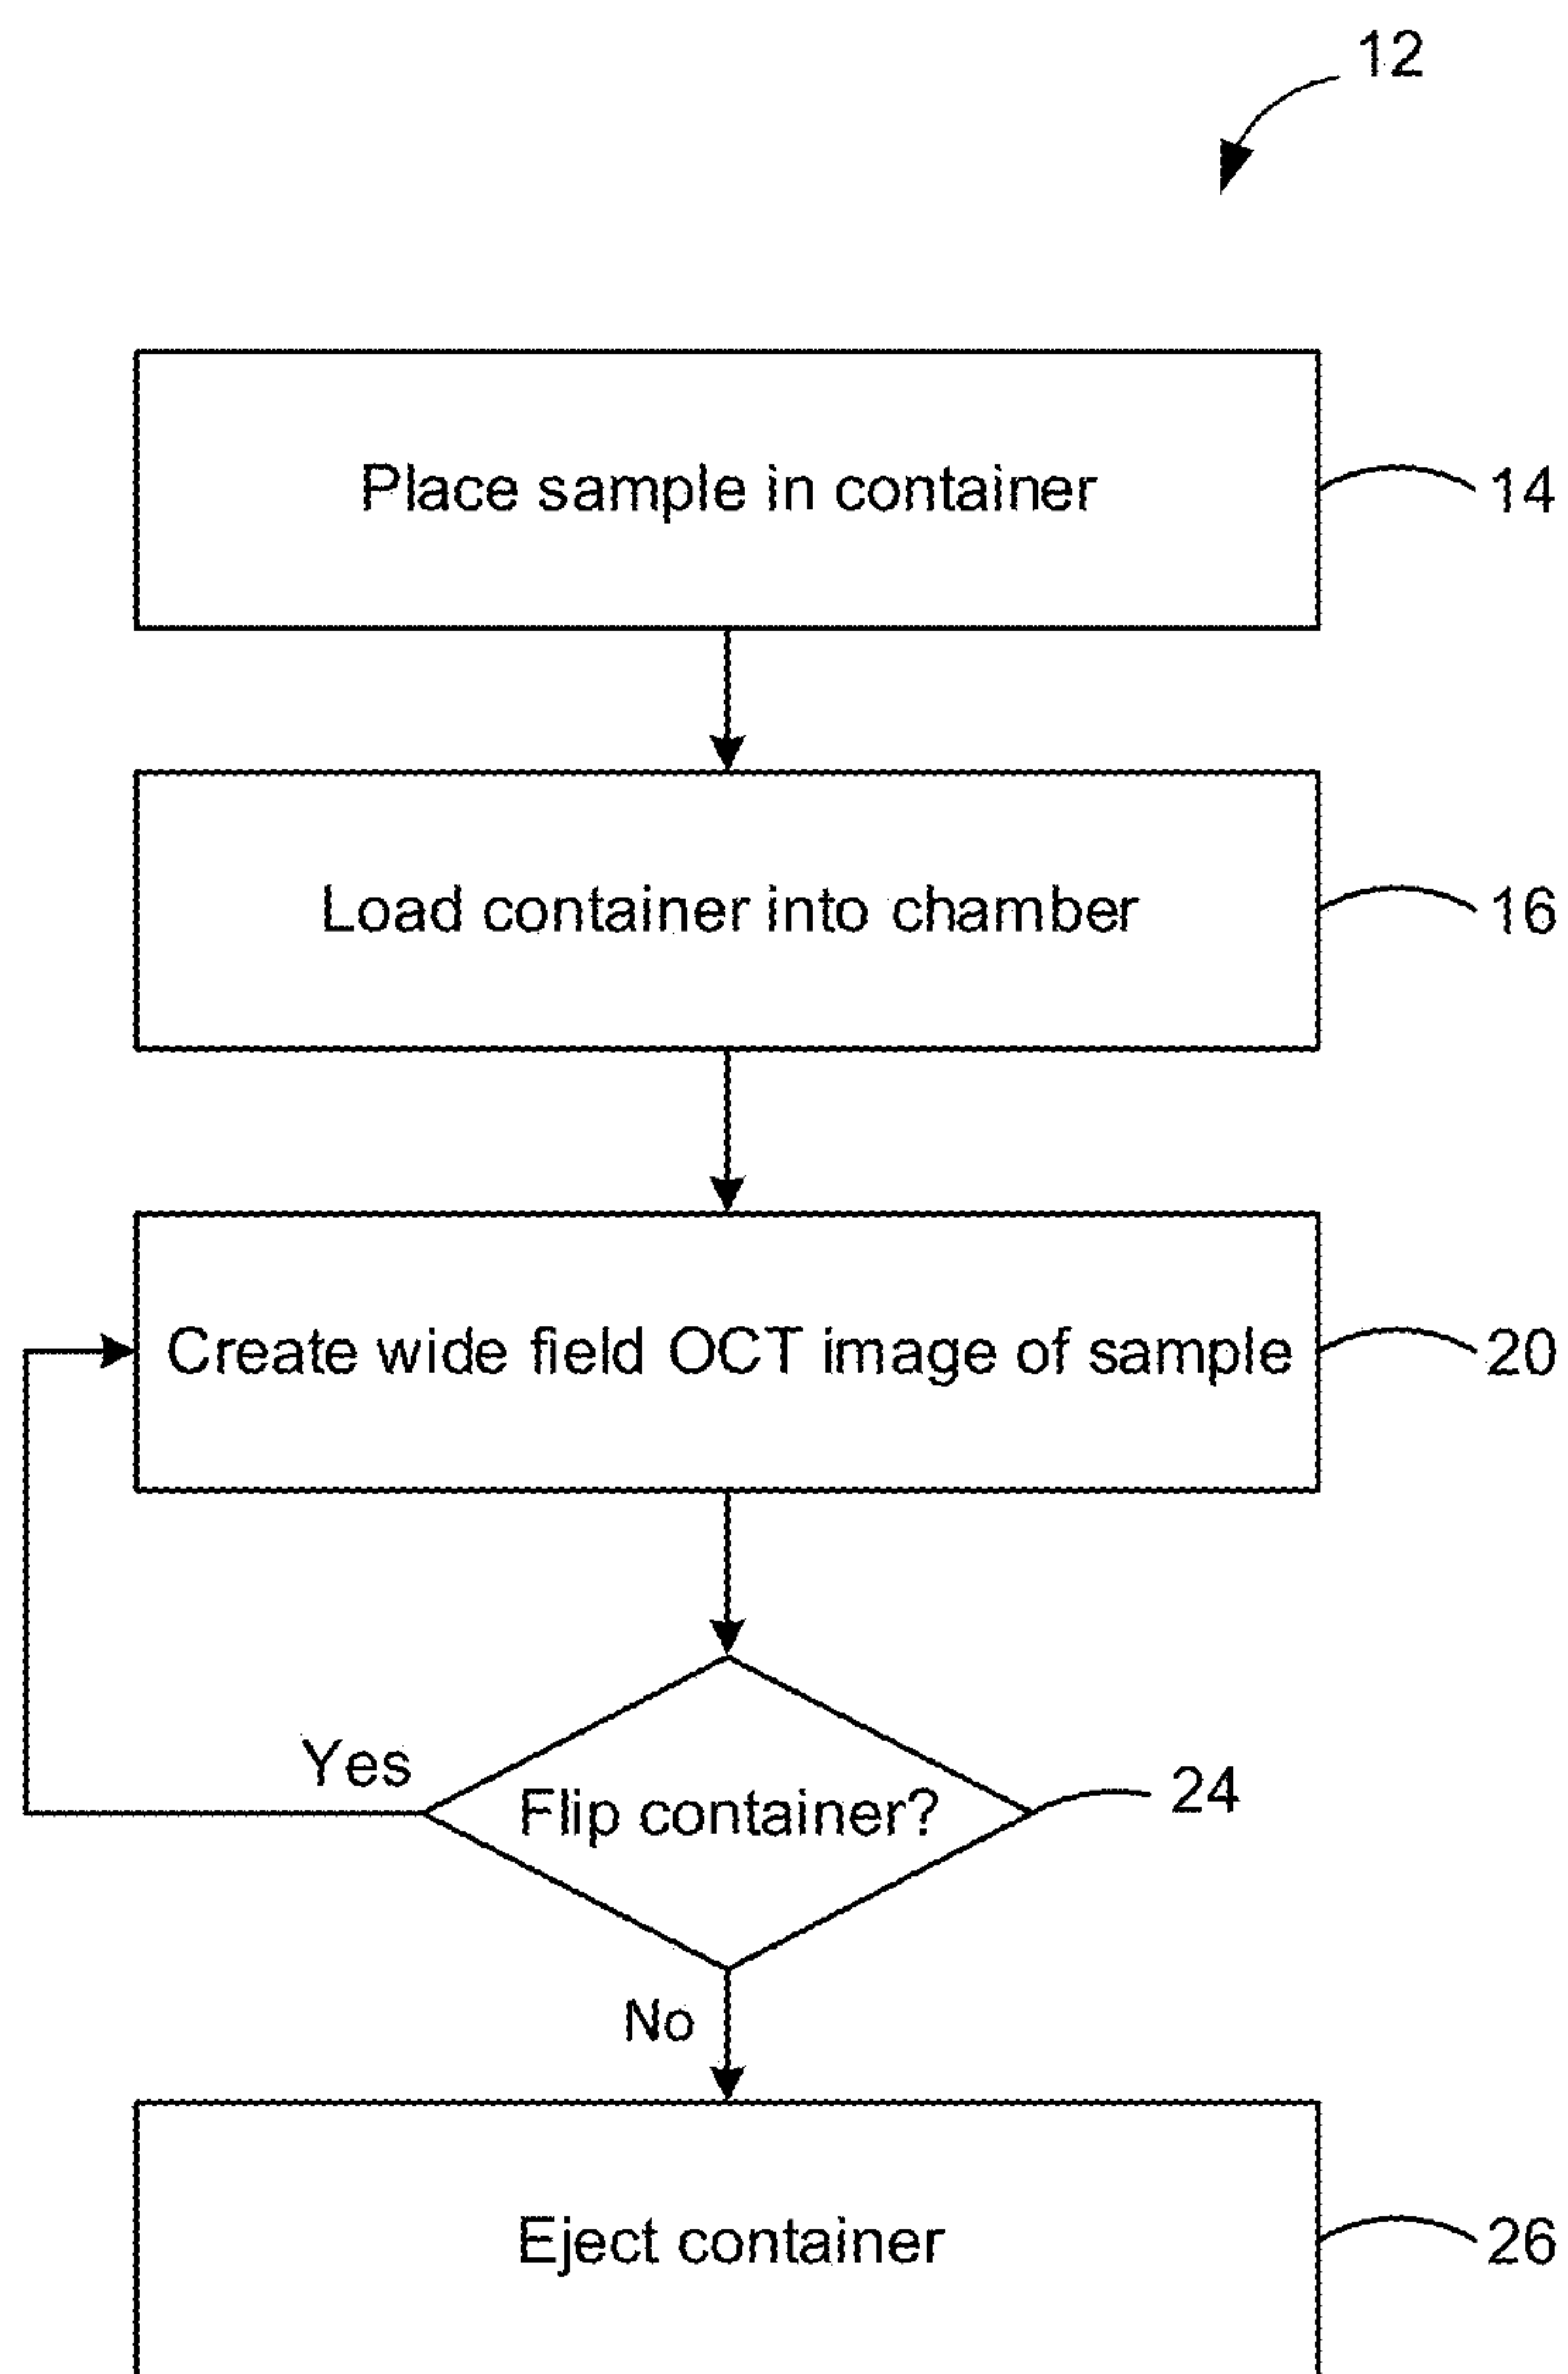 12
Place sample in container
14
Load container into chamber
16
Create wide field OCT image of sample
20
Yes
Flip container?
24
No
Eject container
26